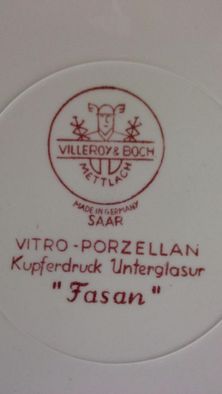 VILLEROY & BOCH
METTLACH
MADE IN GERMANY
SAAR
VITRO-PORZELLAN
Kupferdruck Unterglasur
"Fasan"